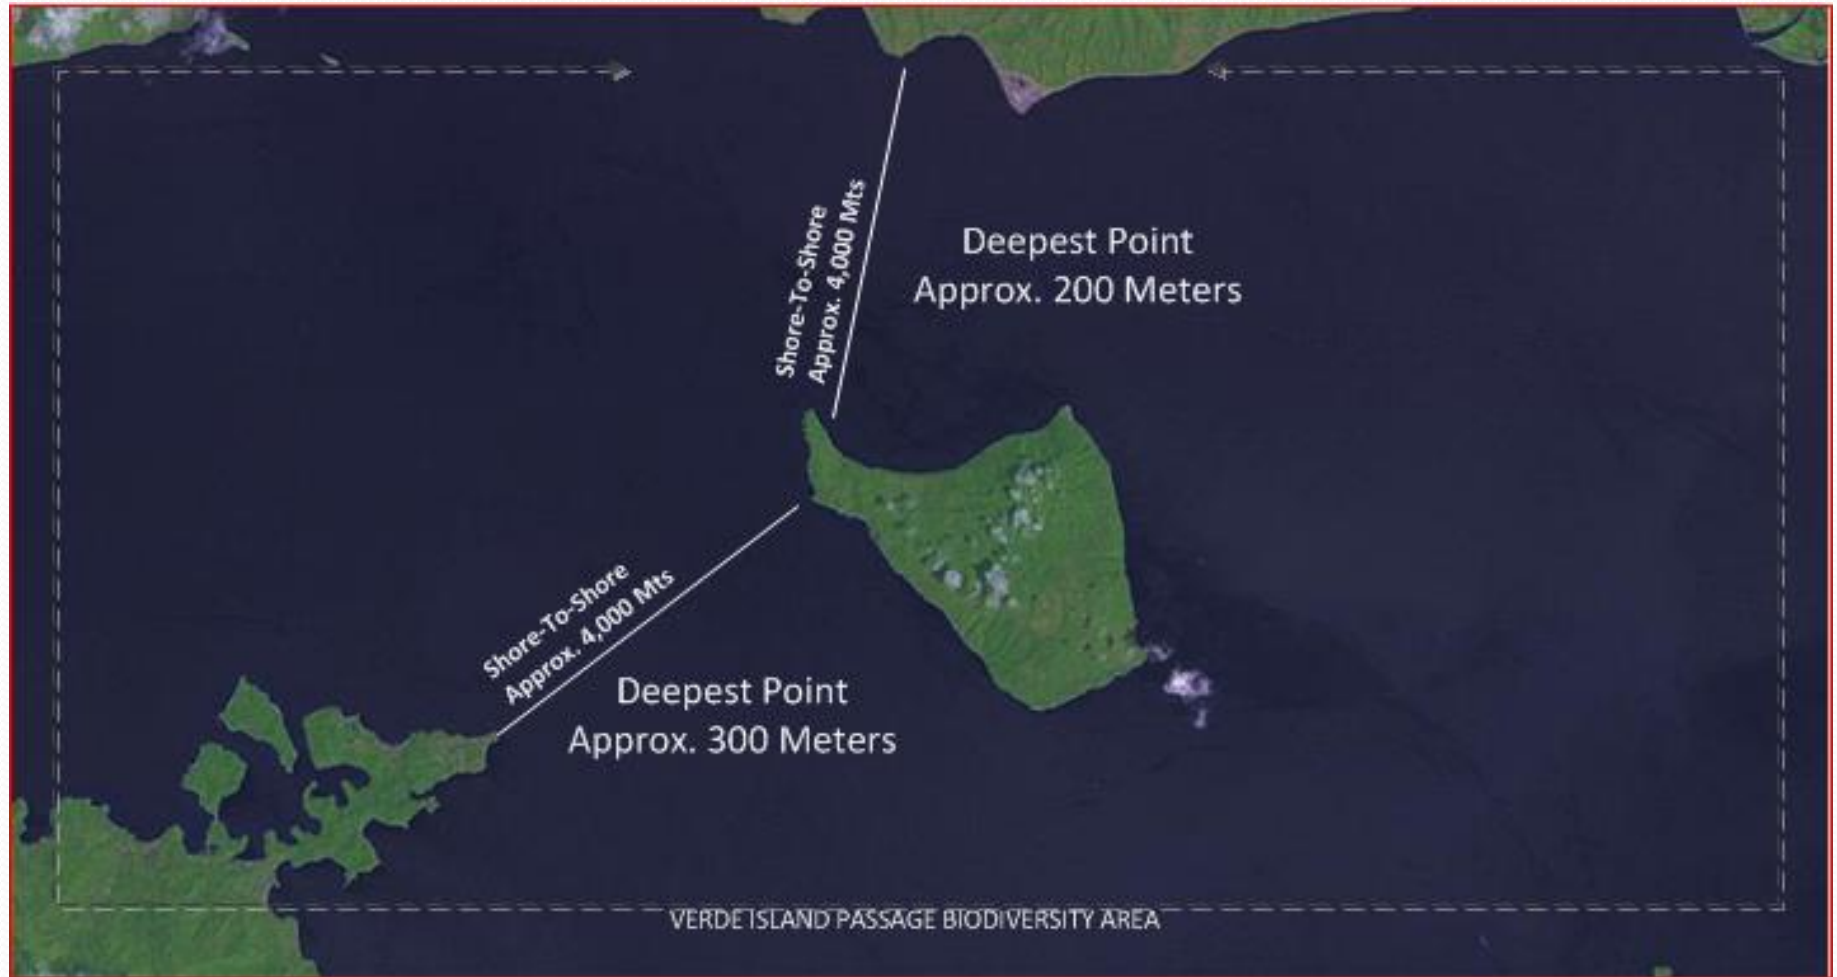 Shore-To-Shore
Approx. 4,000 Mts
Deepest Point
Approx. 200 Meters
Shore-To-Shore
Approx. 4,000 Mts
Deepest Point
Approx. 300 Meters
VERDE ISLAND PASSAGE BIODIVERSITY AREA